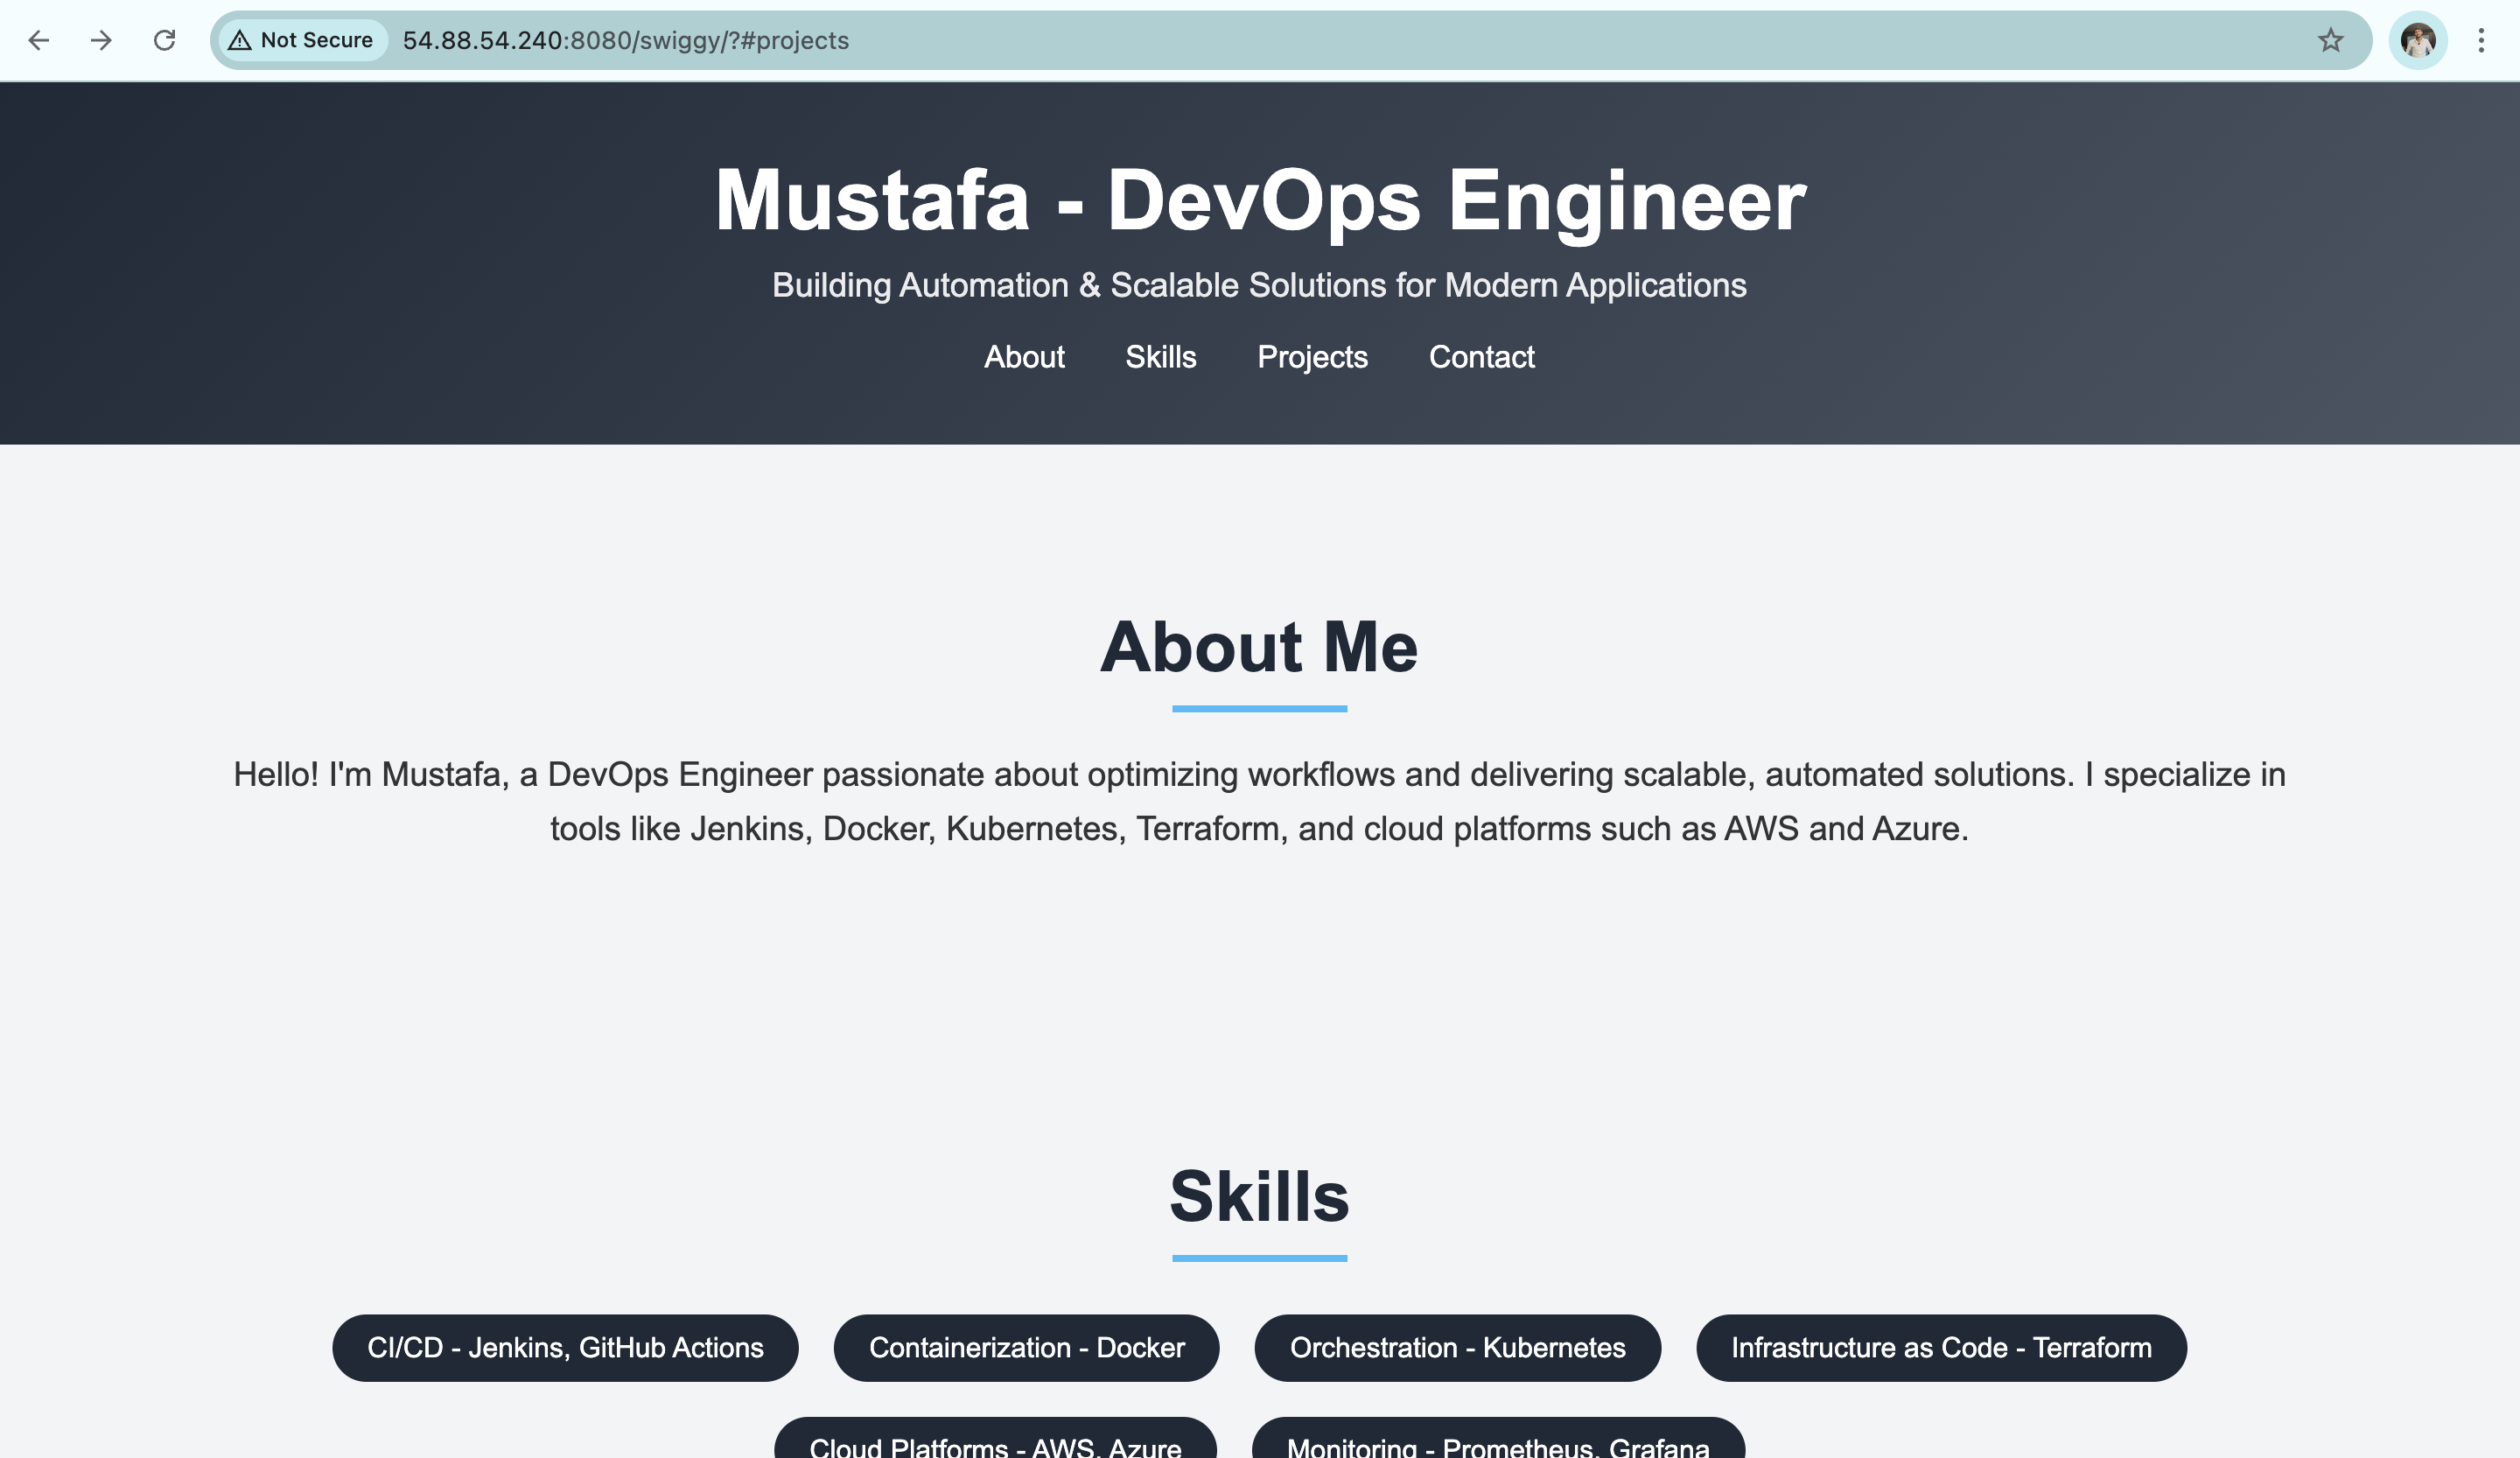 Not Secure
54.88.54.240:8080/swiggy/?#projects
Mustafa - DevOps Engineer
Building Automation & Scalable Solutions for Modern Applications
About Skills Projects Contact
About Me
Hello! I'm Mustafa, a DevOps Engineer passionate about optimizing workflows and delivering scalable, automated solutions. I specialize in
tools like Jenkins, Docker, Kubernetes, Terraform, and cloud platforms such as AWS and Azure.
Skills
CI/CD - Jenkins, GitHub Actions
Containerization - Docker
Orchestration - Kubernetes
Infrastructure as Code - Terraform
Cloud Platforms - AWS, Azure
Monitoring - Prometheus, Grafana